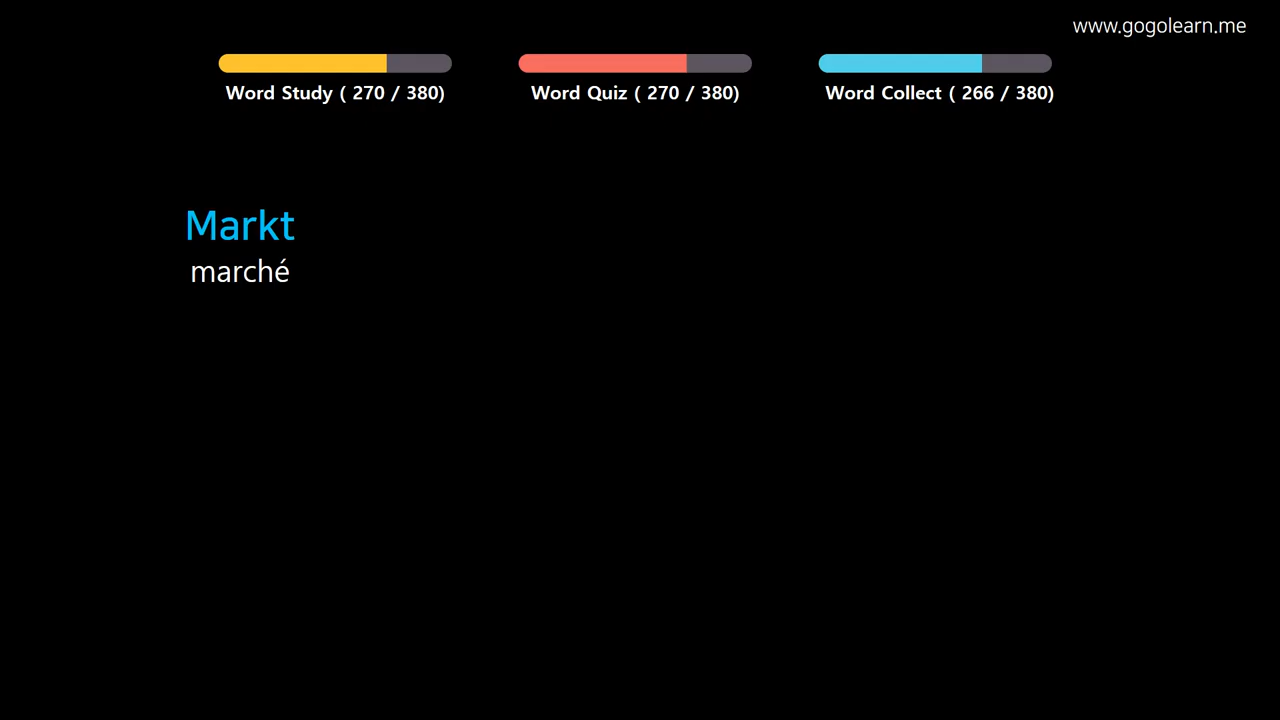 www.gogolearn.me
Word Study ( 270 / 380)
Word Quiz ( 270 / 380)
Word Collect ( 266 / 380)
Markt
marché